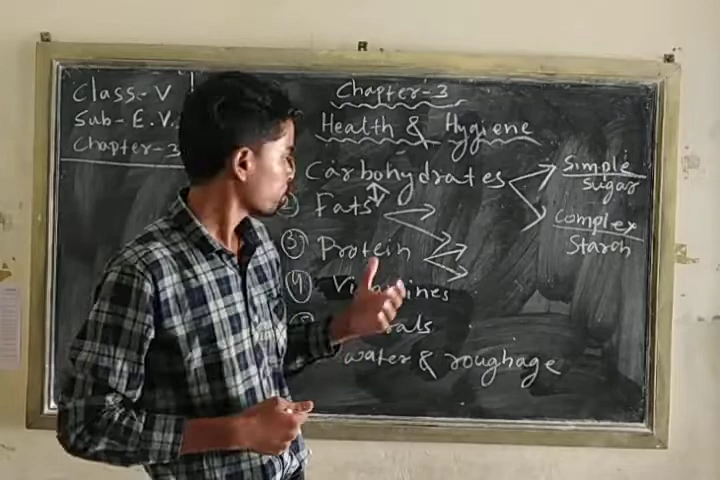 Class:- V
Sub - E.V.
Chapter-3
Chapter-3
Health & Hygiene
Carbohydrates
Simple
Sugar
complex
Starch
Fats
③ Protein
④
water & roughage